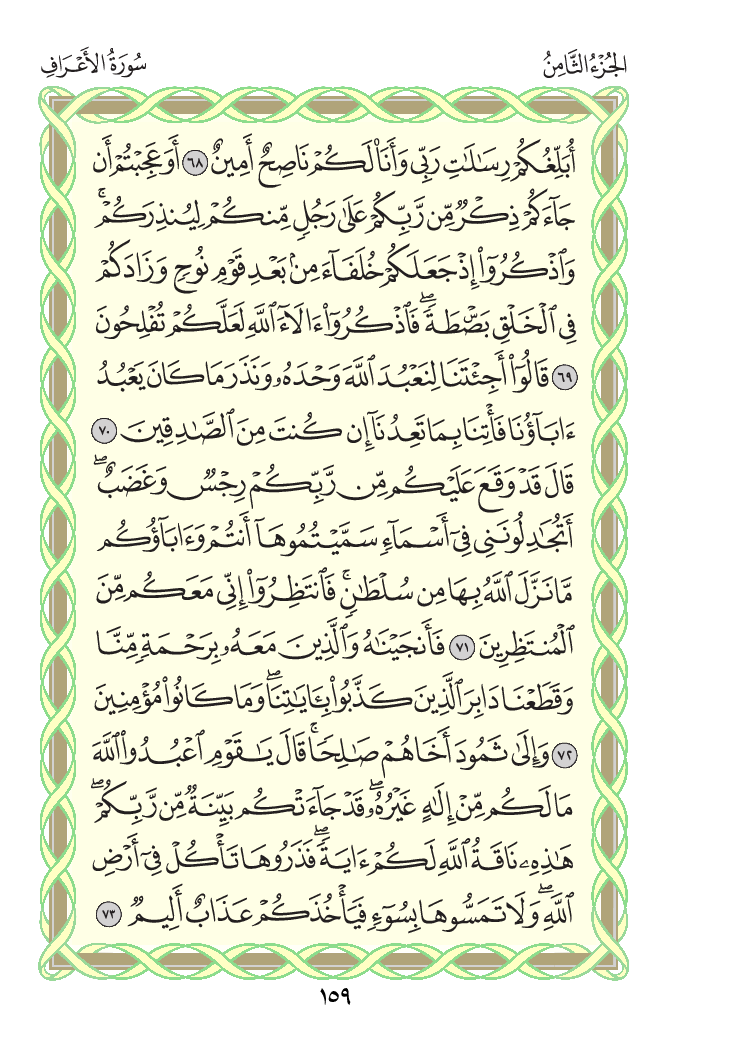 الجُزْءُ الثَّامِنُ
سُورَةُ الأَعْرَافِ
أُبَلِّغُكُمْ رِسَٰلَٰتِ رَبِّي وَأَنَا۠ لَكُمْ نَاصِحٌ أَمِينٌ ٦٨ أَوَعَجِبْتُمْ أَن
جَآءَكُمْ ذِكْرٌ مِّن رَّبِّكُمْ عَلَىٰ رَجُلٍ مِّنكُمْ لِيُنذِرَكُمْ ۚ
وَٱذْكُرُوٓا۟ إِذْ جَعَلَكُمْ خُلَفَآءَ مِنۢ بَعْدِ قَوْمِ نُوحٍ وَزَادَكُمْ
فِي ٱلْخَلْقِ بَصْۜطَةً ۖ فَٱذْكُرُوٓا۟ ءَالَآءَ ٱللَّهِ لَعَلَّكُمْ تُفْلِحُونَ
٦٩ قَالُوٓا۟ أَجِئْتَنَا لِنَعْبُدَ ٱللَّهَ وَحْدَهُۥ وَنَذَرَ مَا كَانَ يَعْبُدُ
ءَابَآؤُنَا فَأْتِنَا بِمَا تَعِدُنَآ إِن كُنتَ مِنَ ٱلصَّٰدِقِينَ ٧٠
قَالَ قَدْ وَقَعَ عَلَيْكُم مِّن رَّبِّكُمْ رِجْسٌ وَغَضَبٌ ۖ
أَتُجَٰدِلُونَنِي فِيٓ أَسْمَآءٍ سَمَّيْتُمُوهَآ أَنتُمْ وَءَابَآؤُكُم
مَّا نَزَّلَ ٱللَّهُ بِهَا مِن سُلْطَٰنٍ ۚ فَٱنتَظِرُوٓا۟ إِنِّي مَعَكُم مِّنَ
ٱلْمُنتَظِرِينَ ٧١ فَأَنجَيْنَٰهُ وَٱلَّذِينَ مَعَهُۥ بِرَحْمَةٍ مِّنَّا
وَقَطَعْنَا دَابِرَ ٱلَّذِينَ كَذَّبُوا۟ بِـَٔايَٰتِنَا ۖ وَمَا كَانُوا۟ مُؤْمِنِينَ
٧٢ وَإِلَىٰ ثَمُودَ أَخَاهُمْ صَٰلِحًا ۗ قَالَ يَٰقَوْمِ ٱعْبُدُوا۟ ٱللَّهَ
مَا لَكُم مِّنْ إِلَٰهٍ غَيْرُهُۥ ۖ قَدْ جَآءَتْكُم بَيِّنَةٌ مِّن رَّبِّكُمْ ۖ
هَٰذِهِۦ نَاقَةُ ٱللَّهِ لَكُمْ ءَايَةً ۖ فَذَرُوهَا تَأْكُلْ فِيٓ أَرْضِ
ٱللَّهِ ۖ وَلَا تَمَسُّوهَا بِسُوٓءٍ فَيَأْخُذَكُمْ عَذَابٌ أَلِيمٌ ٧٣
١٥٩